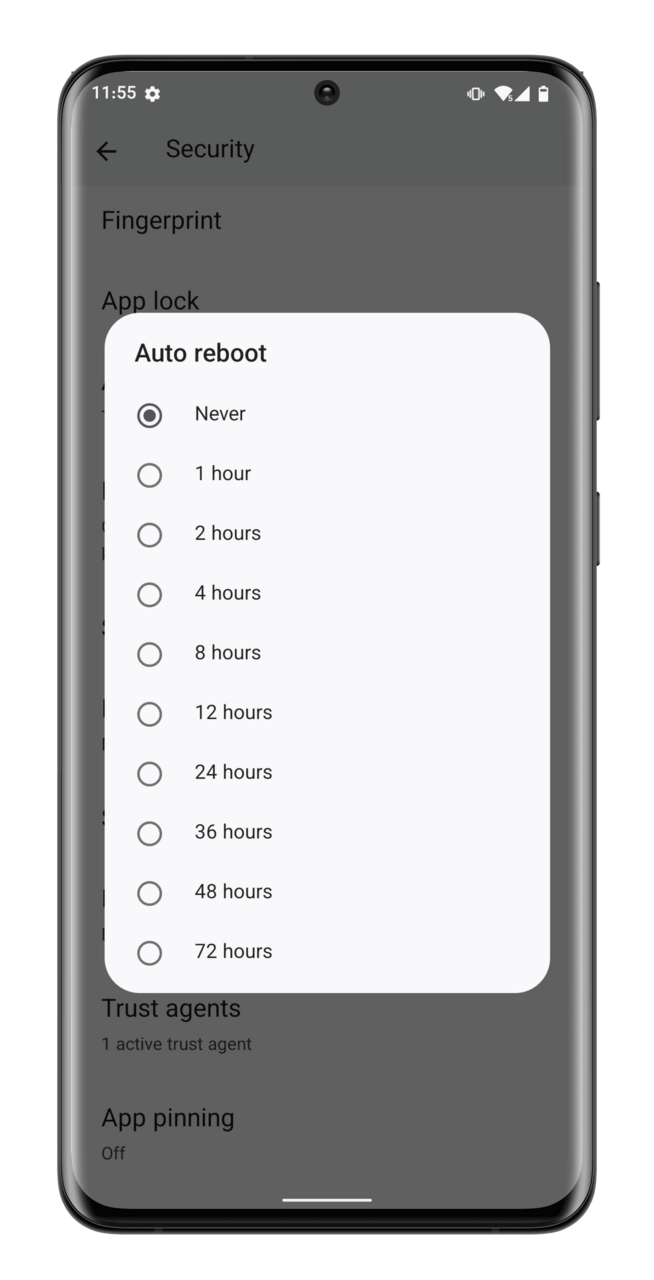 11:55
5
Security
Fingerprint
App lock
Auto reboot
Never
1 hour
2 hours
4 hours
8 hours
12 hours
24 hours
36 hours
48 hours
72 hours
Trust agents
1 active trust agent
App pinning
Off